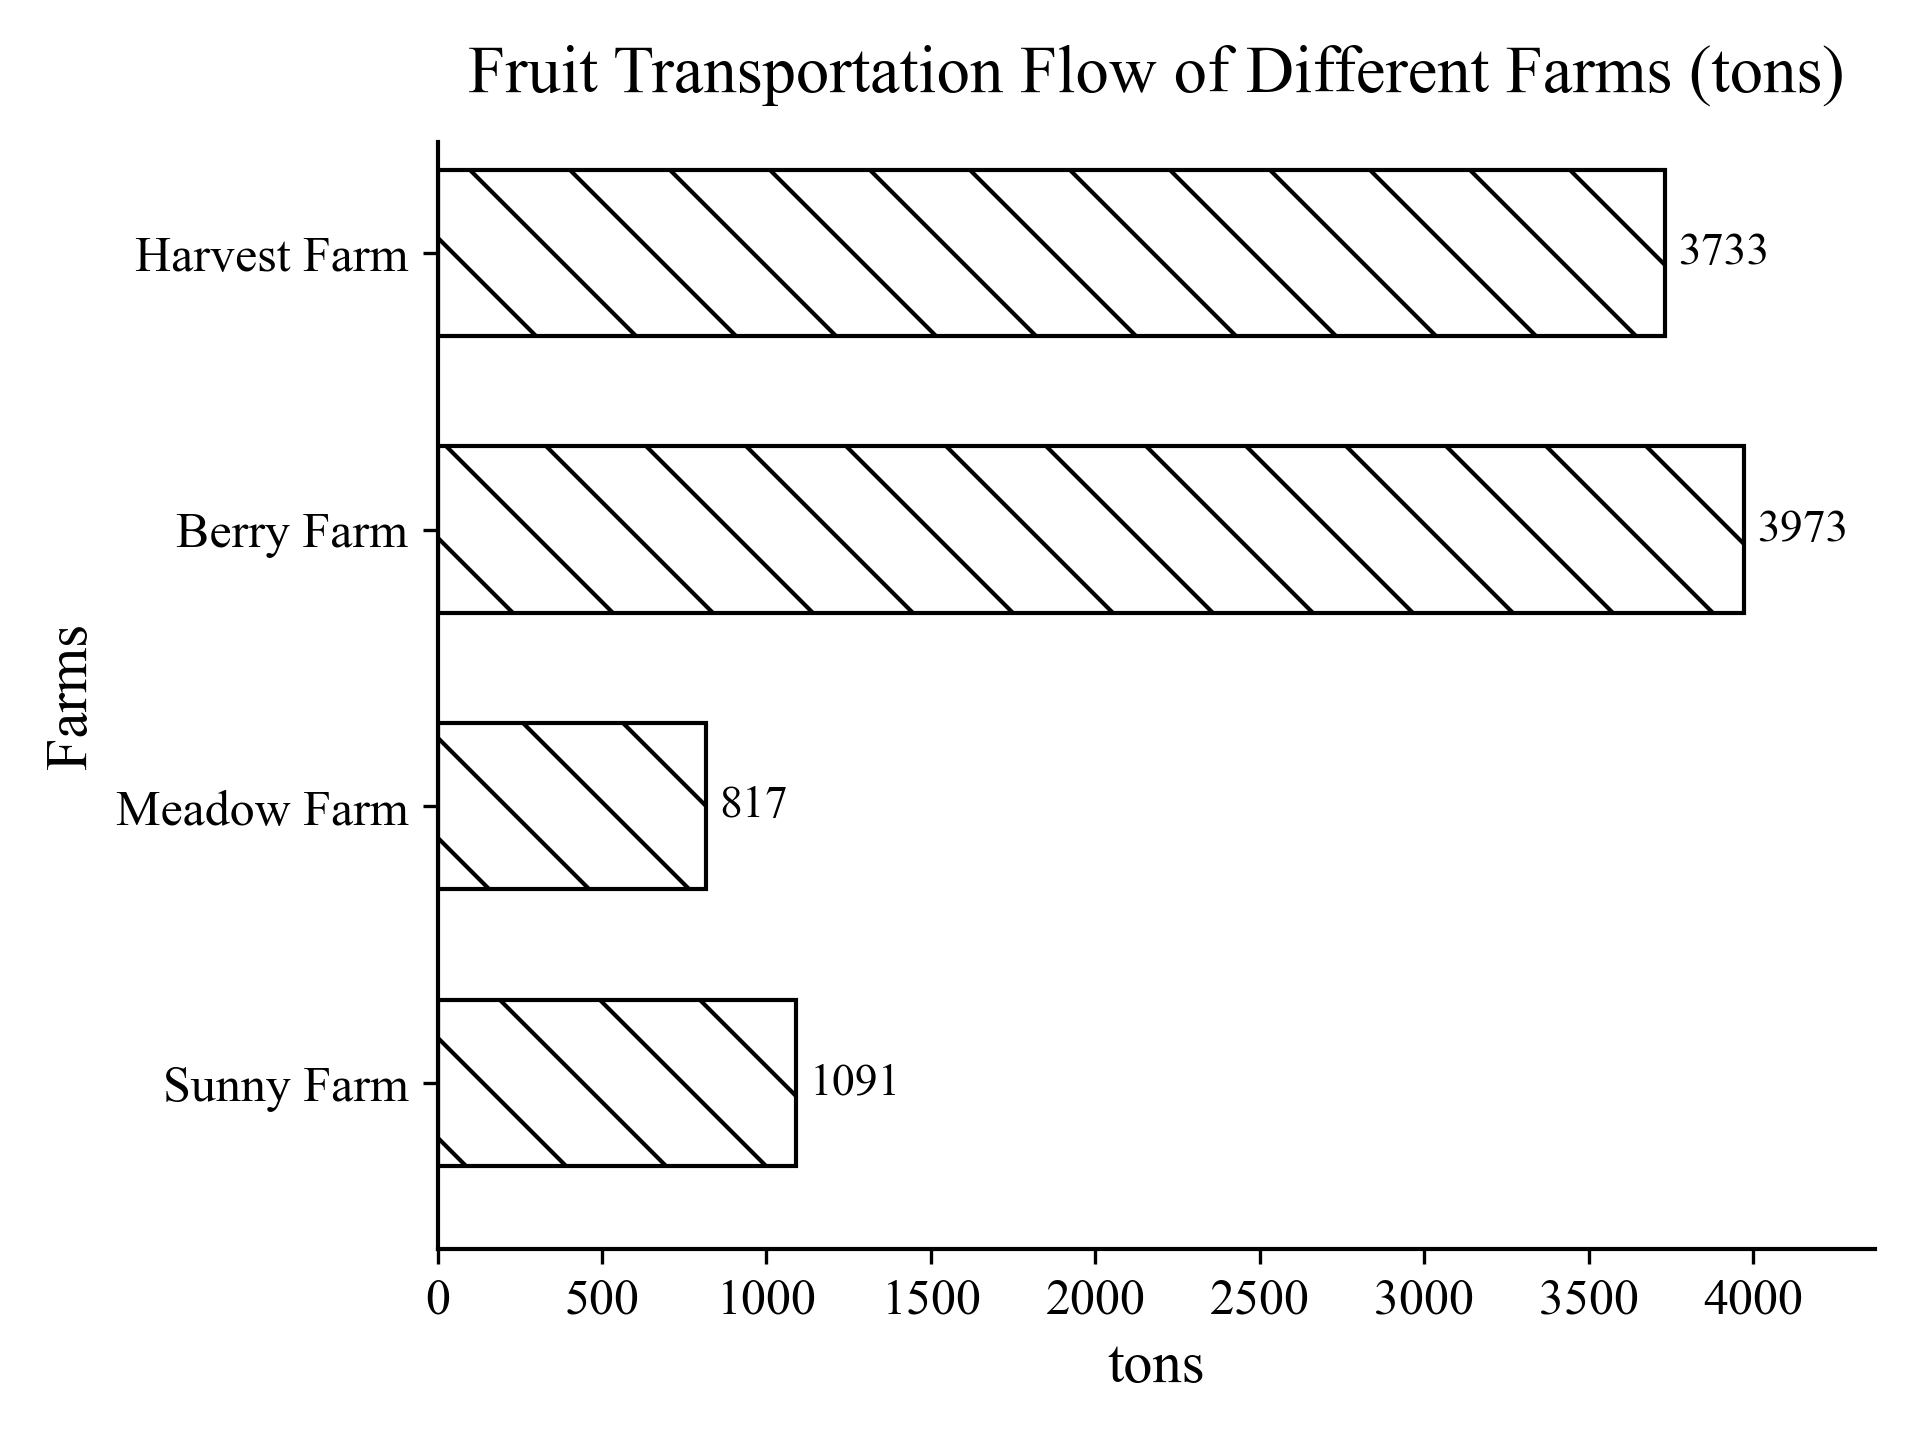 Fruit Transportation Flow of Different Farms (tons)
Harvest Farm
3733
Berry Farm
3973
Farms
Meadow Farm
817
Sunny Farm
1091
0 500 1000 1500 2000 2500 3000 3500 4000
tons